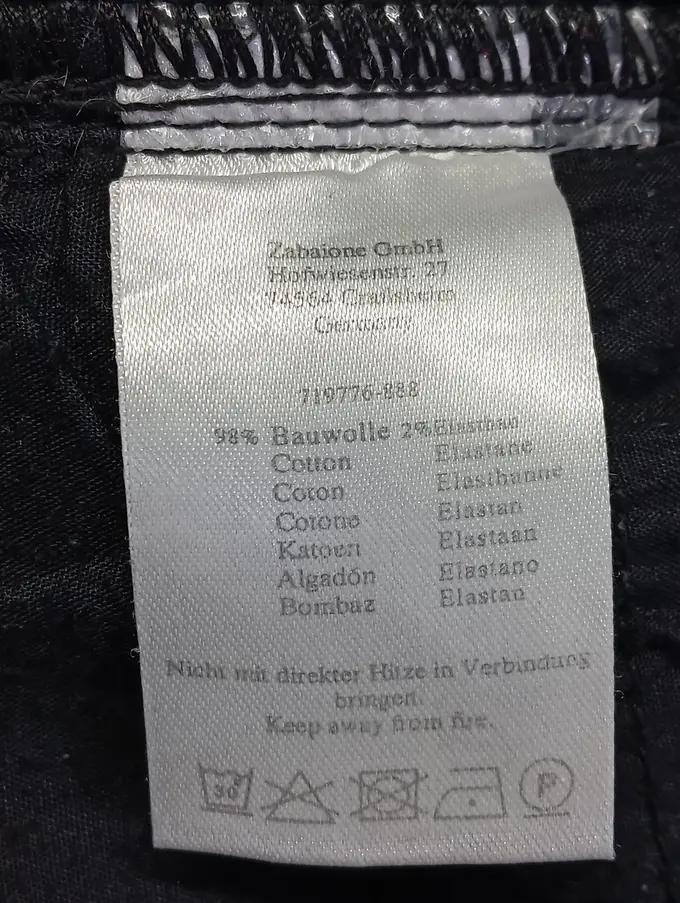 Zabaione GmbH
Hofwiesenstr. 27
74564 Crailsheim
Germany
719776-888
98% Bauwolle 2% Elasthan
Cotton Elastane
Coton Elasthanne
Cotone Elastan
Katoen Elastaan
Algadón Elastano
Bombaz Elastan
Nicht mit direkter Hitze in Verbindung
bringen.
Keep away from fire.
30 P